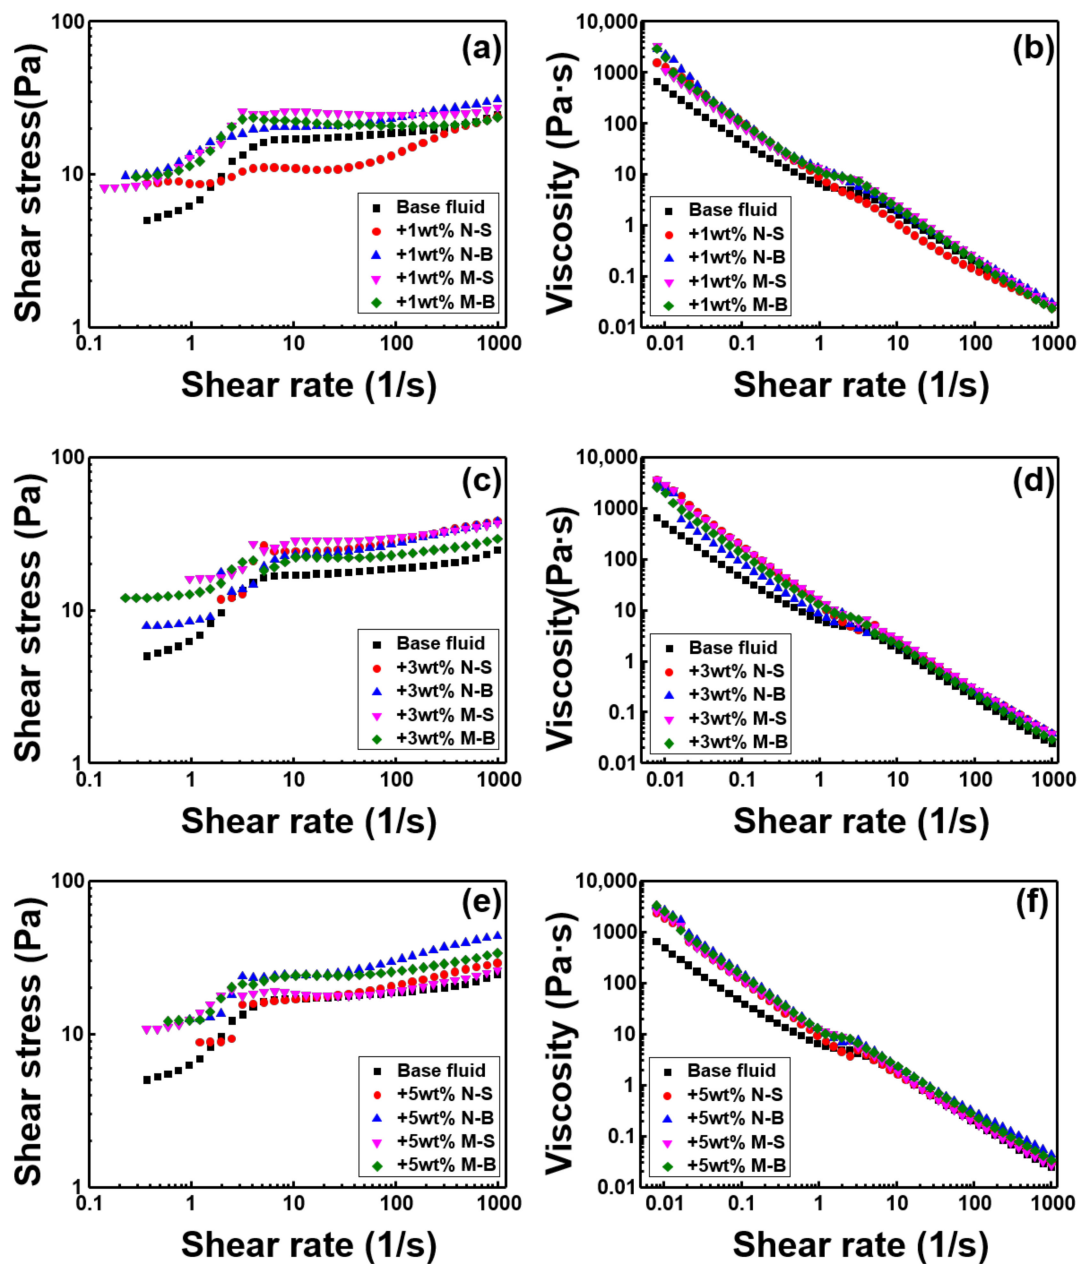 (a)
Shear stress(Pa)
100
10
1
Base fluid
+1wt% N-S
+1wt% N-B
+1wt% M-S
+1wt% M-B
0.1 1 10 100 1000
Shear rate (1/s)
(b)
Viscosity (Pa·s)
10,000
1000
100
10
1
0.1
0.01
Base fluid
+1wt% N-S
+1wt% N-B
+1wt% M-S
+1wt% M-B
0.01 0.1 1 10 100 1000
Shear rate (1/s)
(c)
Shear stress (Pa)
100
10
1
Base fluid
+3wt% N-S
+3wt% N-B
+3wt% M-S
+3wt% M-B
0.1 1 10 100 1000
Shear rate (1/s)
(d)
Viscosity(Pa·s)
10,000
1000
100
10
1
0.1
0.01
Base fluid
+3wt% N-S
+3wt% N-B
+3wt% M-S
+3wt% M-B
0.01 0.1 1 10 100 1000
Shear rate (1/s)
(e)
Shear stress (Pa)
100
10
1
Base fluid
+5wt% N-S
+5wt% N-B
+5wt% M-S
+5wt% M-B
0.1 1 10 100 1000
Shear rate (1/s)
(f)
Viscosity (Pa·s)
10,000
1000
100
10
1
0.1
0.01
Base fluid
+5wt% N-S
+5wt% N-B
+5wt% M-S
+5wt% M-B
0.01 0.1 1 10 100 1000
Shear rate (1/s)